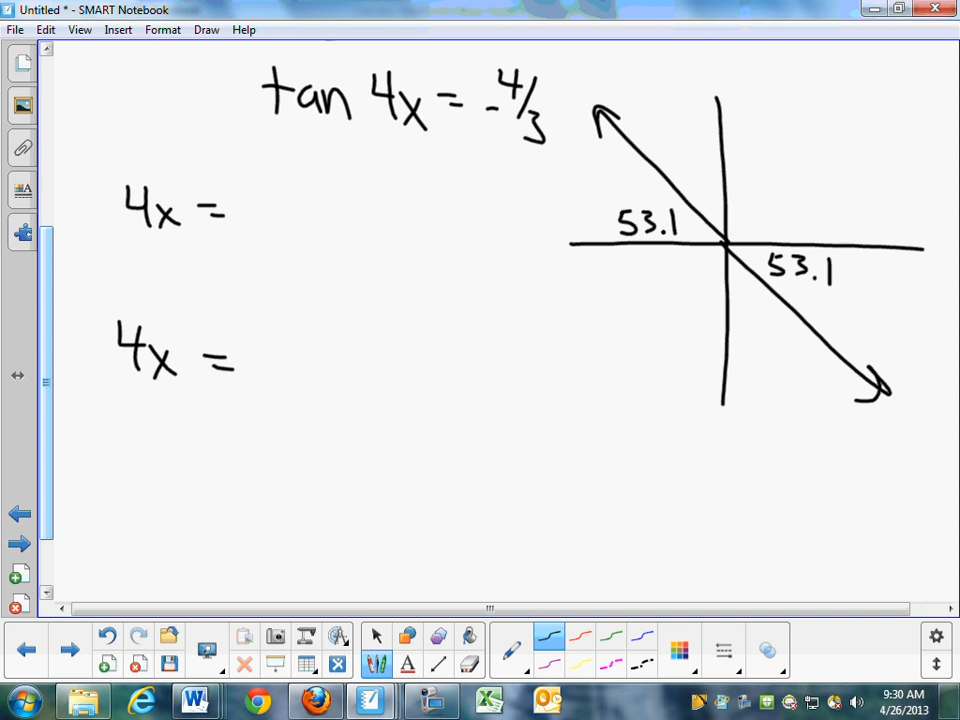 Untitled * - SMART Notebook
File Edit View Insert Format Draw Help
tan 4x = -4/3
4x =
53.1
53.1
4x =
9:30 AM
4/26/2013